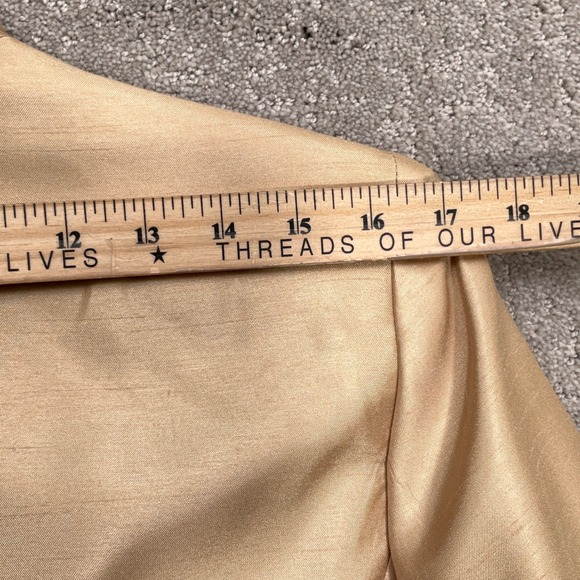 12 13 14 15 16 17 18
LIVES ★ THREADS OF OUR LIVE